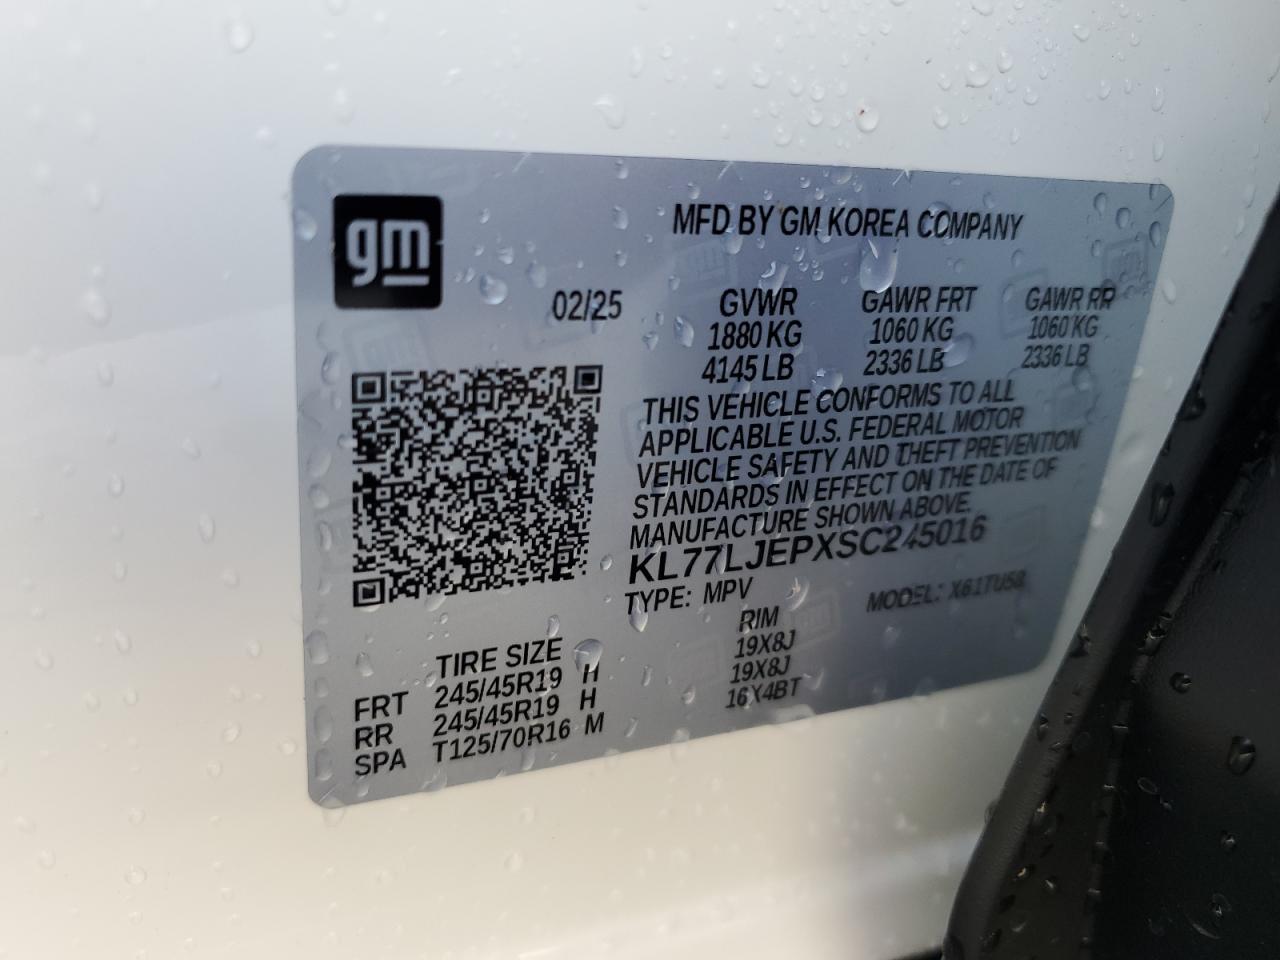 gm
MFD BY GM KOREA COMPANY
02/25
GVWR GAWR FRT GAWR RR
1880 KG 1060 KG 1060 KG
4145 LB 2336 LB 2336 LB
THIS VEHICLE CONFORMS TO ALL
APPLICABLE U.S. FEDERAL MOTOR
VEHICLE SAFETY AND THEFT PREVENTION
STANDARDS IN EFFECT ON THE DATE OF
MANUFACTURE SHOWN ABOVE.
KL77LJEPXSC245016
TYPE: MPV MODEL: X61TU58
TIRE SIZE RIM
FRT 245/45R19 H 19X8J
RR 245/45R19 H 19X8J
SPA T125/70R16 M 16X4BT